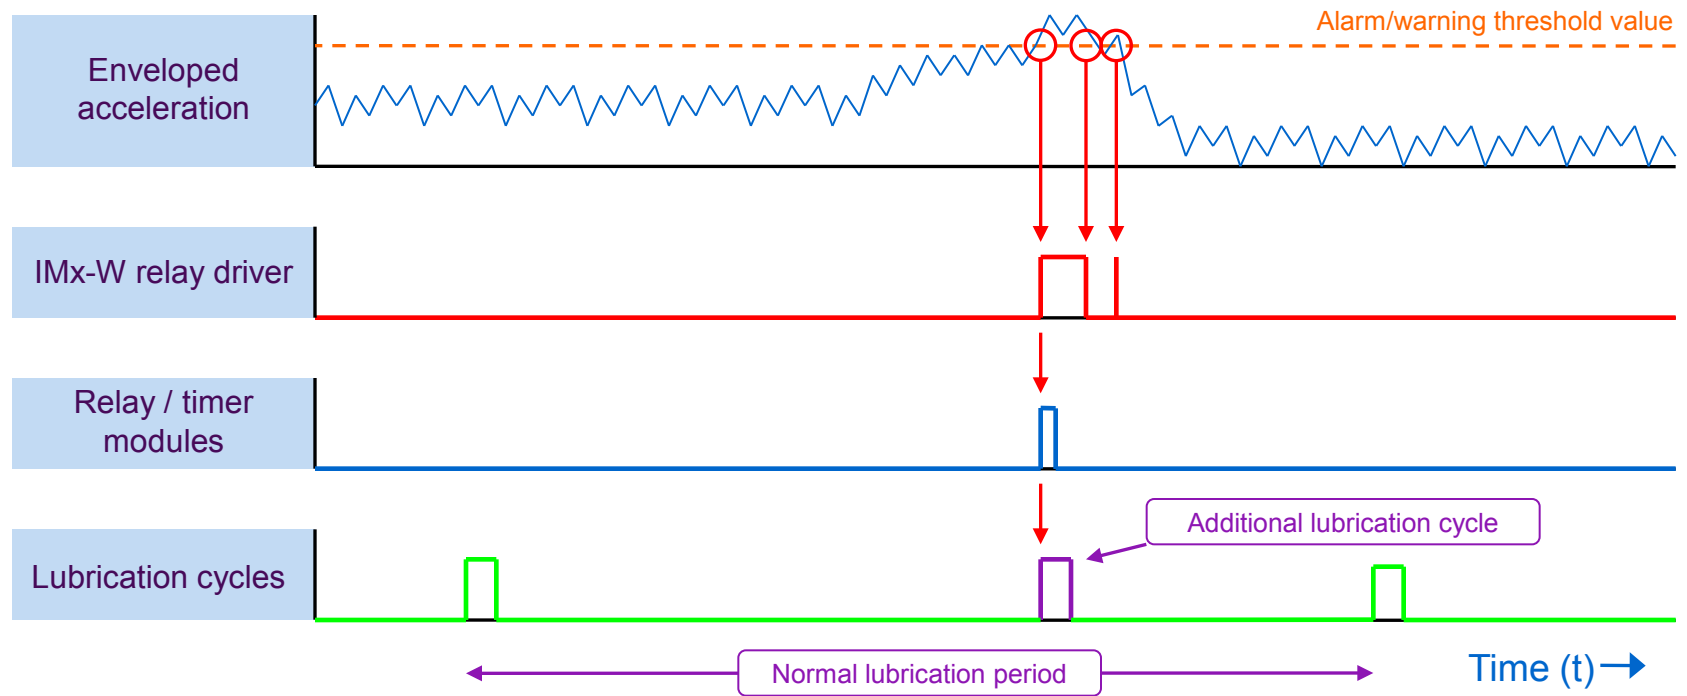 Alarm/warning threshold value
Enveloped
acceleration
IMx-W relay driver
Relay / timer
modules
Additional lubrication cycle
Lubrication cycles
Normal lubrication period
Time (t)